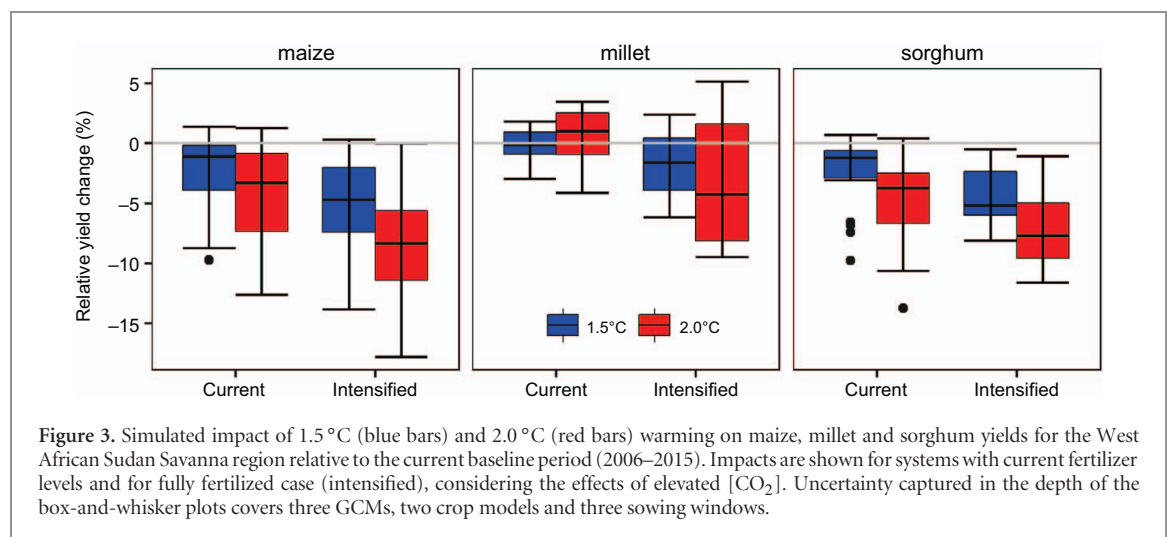 maize millet sorghum
Relative yield change (%)
5
0
−5
−10
−15
1.5°C 2.0°C
Current Intensified Current Intensified Current Intensified
Figure 3. Simulated impact of 1.5 °C (blue bars) and 2.0 °C (red bars) warming on maize, millet and sorghum yields for the West
African Sudan Savanna region relative to the current baseline period (2006–2015). Impacts are shown for systems with current fertilizer
levels and for fully fertilized case (intensified), considering the effects of elevated [CO₂]. Uncertainty captured in the depth of the
box-and-whisker plots covers three GCMs, two crop models and three sowing windows.